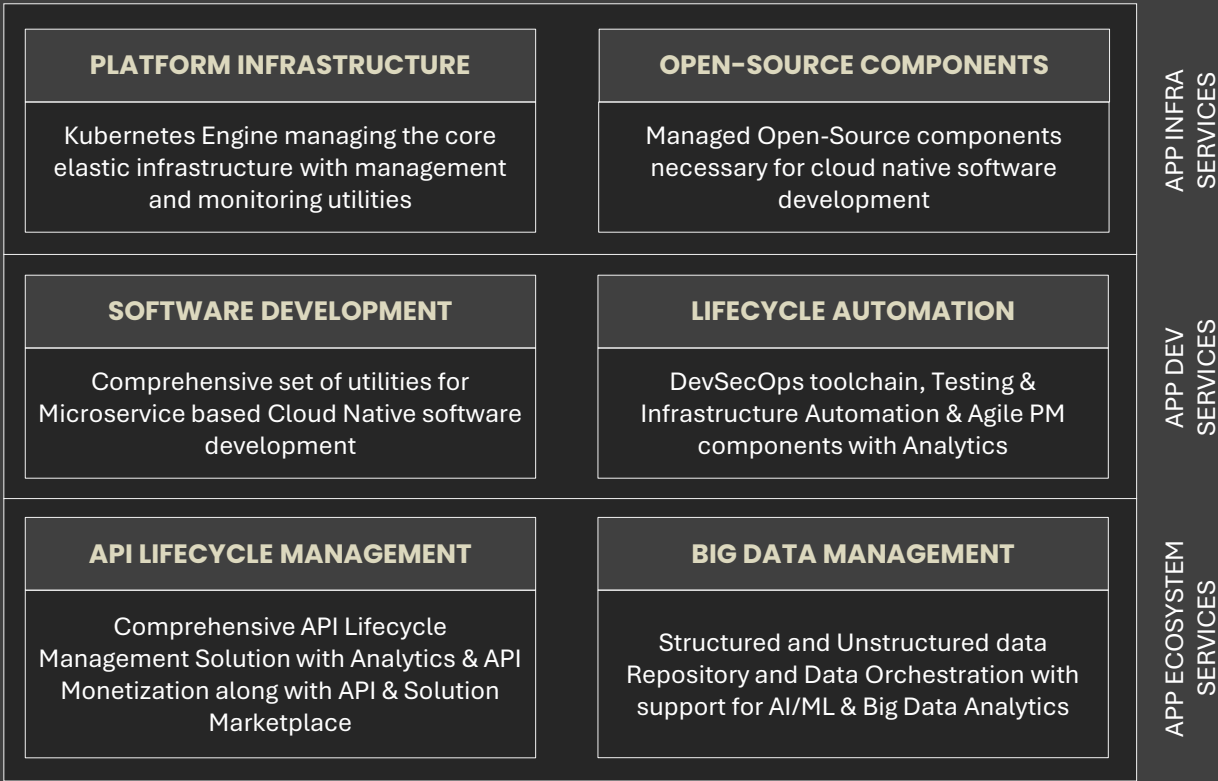 PLATFORM INFRASTRUCTURE
Kubernetes Engine managing the core
elastic infrastructure with management
and monitoring utilities
OPEN-SOURCE COMPONENTS
Managed Open-Source components
necessary for cloud native software
development
APP INFRA
SERVICES
SOFTWARE DEVELOPMENT
Comprehensive set of utilities for
Microservice based Cloud Native software
development
LIFECYCLE AUTOMATION
DevSecOps toolchain, Testing &
Infrastructure Automation & Agile PM
components with Analytics
APP DEV
SERVICES
API LIFECYCLE MANAGEMENT
Comprehensive API Lifecycle
Management Solution with Analytics & API
Monetization along with API & Solution
Marketplace
BIG DATA MANAGEMENT
Structured and Unstructured data
Repository and Data Orchestration with
support for AI/ML & Big Data Analytics
APP ECOSYSTEM
SERVICES